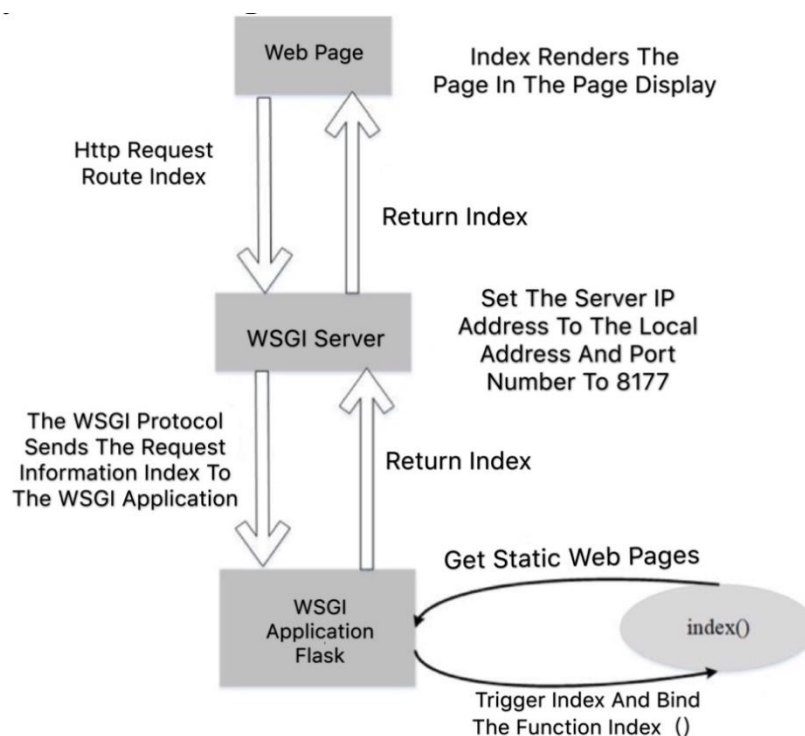 Web Page
Index Renders The
Page In The Page Display
Http Request
Route Index
Return Index
WSGI Server
Set The Server IP
Address To The Local
Address And Port
Number To 8177
The WSGI Protocol
Sends The Request
Information Index To
The WSGI Application
Return Index
Get Static Web Pages
WSGI
Application
Flask
index()
Trigger Index And Bind
The Function Index ()